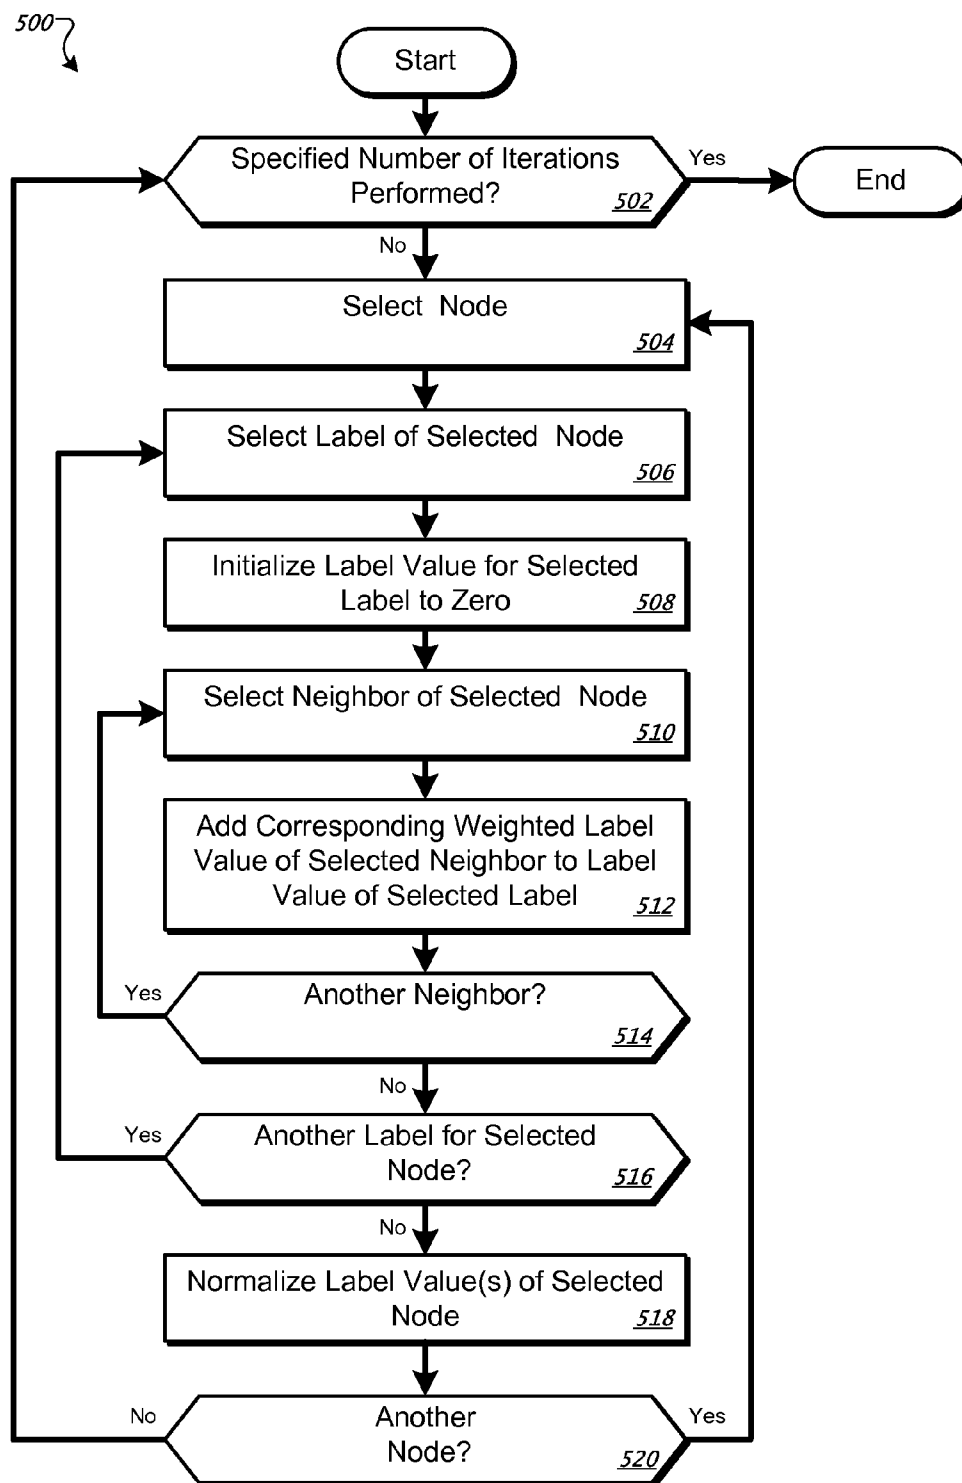 500
Start
Specified Number of Iterations
Performed?
502
Yes
End
No
Select Node
504
Select Label of Selected Node
506
Initialize Label Value for Selected
Label to Zero
508
Select Neighbor of Selected Node
510
Add Corresponding Weighted Label
Value of Selected Neighbor to Label
Value of Selected Label
512
Yes
Another Neighbor?
514
No
Yes
Another Label for Selected
Node?
516
No
Normalize Label Value(s) of Selected
Node
518
No
Another
Node?
520
Yes